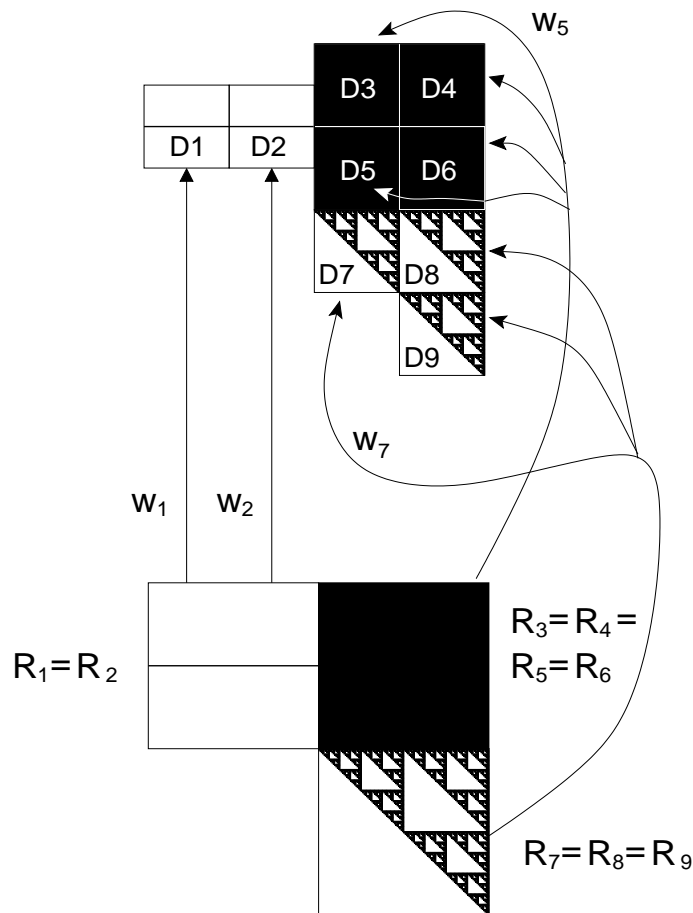 w₅
D3 D4
D1 D2
D5 D6
D7 D8
D9
w₇
w₁ w₂
R₃= R₄ =
R₁= R₂
R₅= R₆
R₇= R₈= R₉